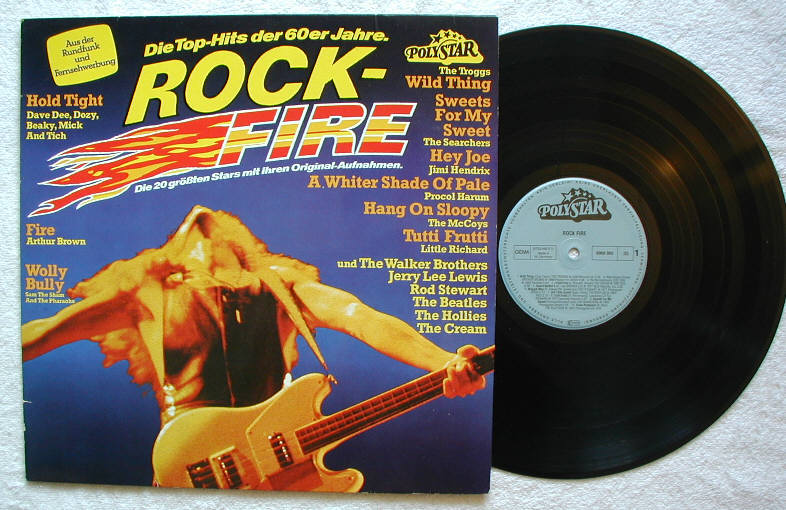 Aus der
Rundfunk
und
Fernsehwerbung
Die Top-Hits der 60er Jahre.
ROCK-
FIRE
Die 20 größten Stars mit ihren Original-Aufnahmen.
POLYSTAR
Hold Tight
Dave Dee, Dozy,
Beaky, Mick
And Tich
Fire
Arthur Brown
Wolly
Bully
Sam The Sham
And The Pharaohs
The Troggs
Wild Thing
Sweets
For My
Sweet
The Searchers
Hey Joe
Jimi Hendrix
A Whiter Shade Of Pale
Procol Harum
Hang On Sloopy
The McCoys
Tutti Frutti
Little Richard
und The Walker Brothers
Jerry Lee Lewis
Rod Stewart
The Beatles
The Hollies
The Cream
POLYSTAR
ROCK FIRE
GEMA
33
1